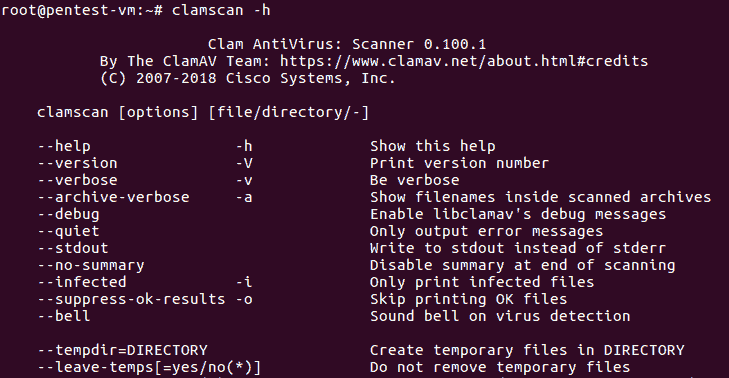 root@pentest-vm:~# clamscan -h
Clam AntiVirus: Scanner 0.100.1
By The ClamAV Team: https://www.clamav.net/about.html#credits
(C) 2007-2018 Cisco Systems, Inc.
clamscan [options] [file/directory/-]
--help -h Show this help
--version -V Print version number
--verbose -v Be verbose
--archive-verbose -a Show filenames inside scanned archives
--debug Enable libclamav's debug messages
--quiet Only output error messages
--stdout Write to stdout instead of stderr
--no-summary Disable summary at end of scanning
--infected -i Only print infected files
--suppress-ok-results -o Skip printing OK files
--bell Sound bell on virus detection
--tempdir=DIRECTORY Create temporary files in DIRECTORY
--leave-temps[=yes/no(*)] Do not remove temporary files